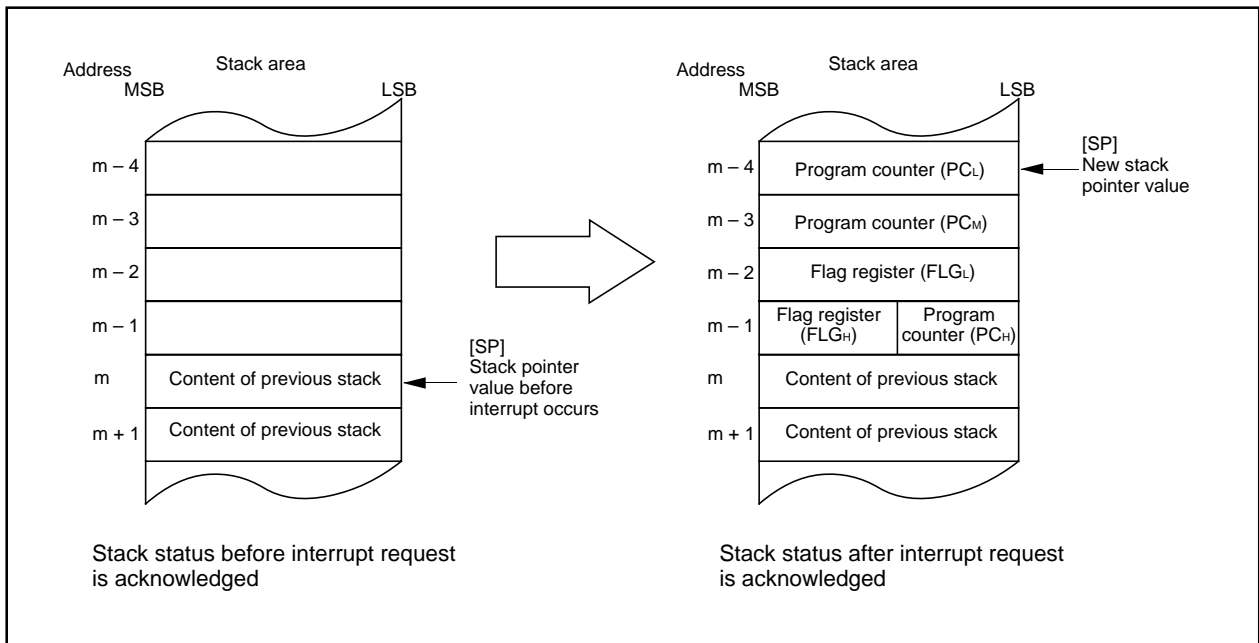 Address
Stack area
MSB
LSB
m – 4
m – 3
m – 2
m – 1
m
Content of previous stack
m + 1
Content of previous stack
[SP]
Stack pointer
value before
interrupt occurs
Stack status before interrupt request
is acknowledged
Address
Stack area
MSB
LSB
m – 4
Program counter (PCL)
[SP]
New stack
pointer value
m – 3
Program counter (PCM)
m – 2
Flag register (FLGL)
m – 1
Flag register
(FLGH)
Program
counter (PCH)
m
Content of previous stack
m + 1
Content of previous stack
Stack status after interrupt request
is acknowledged